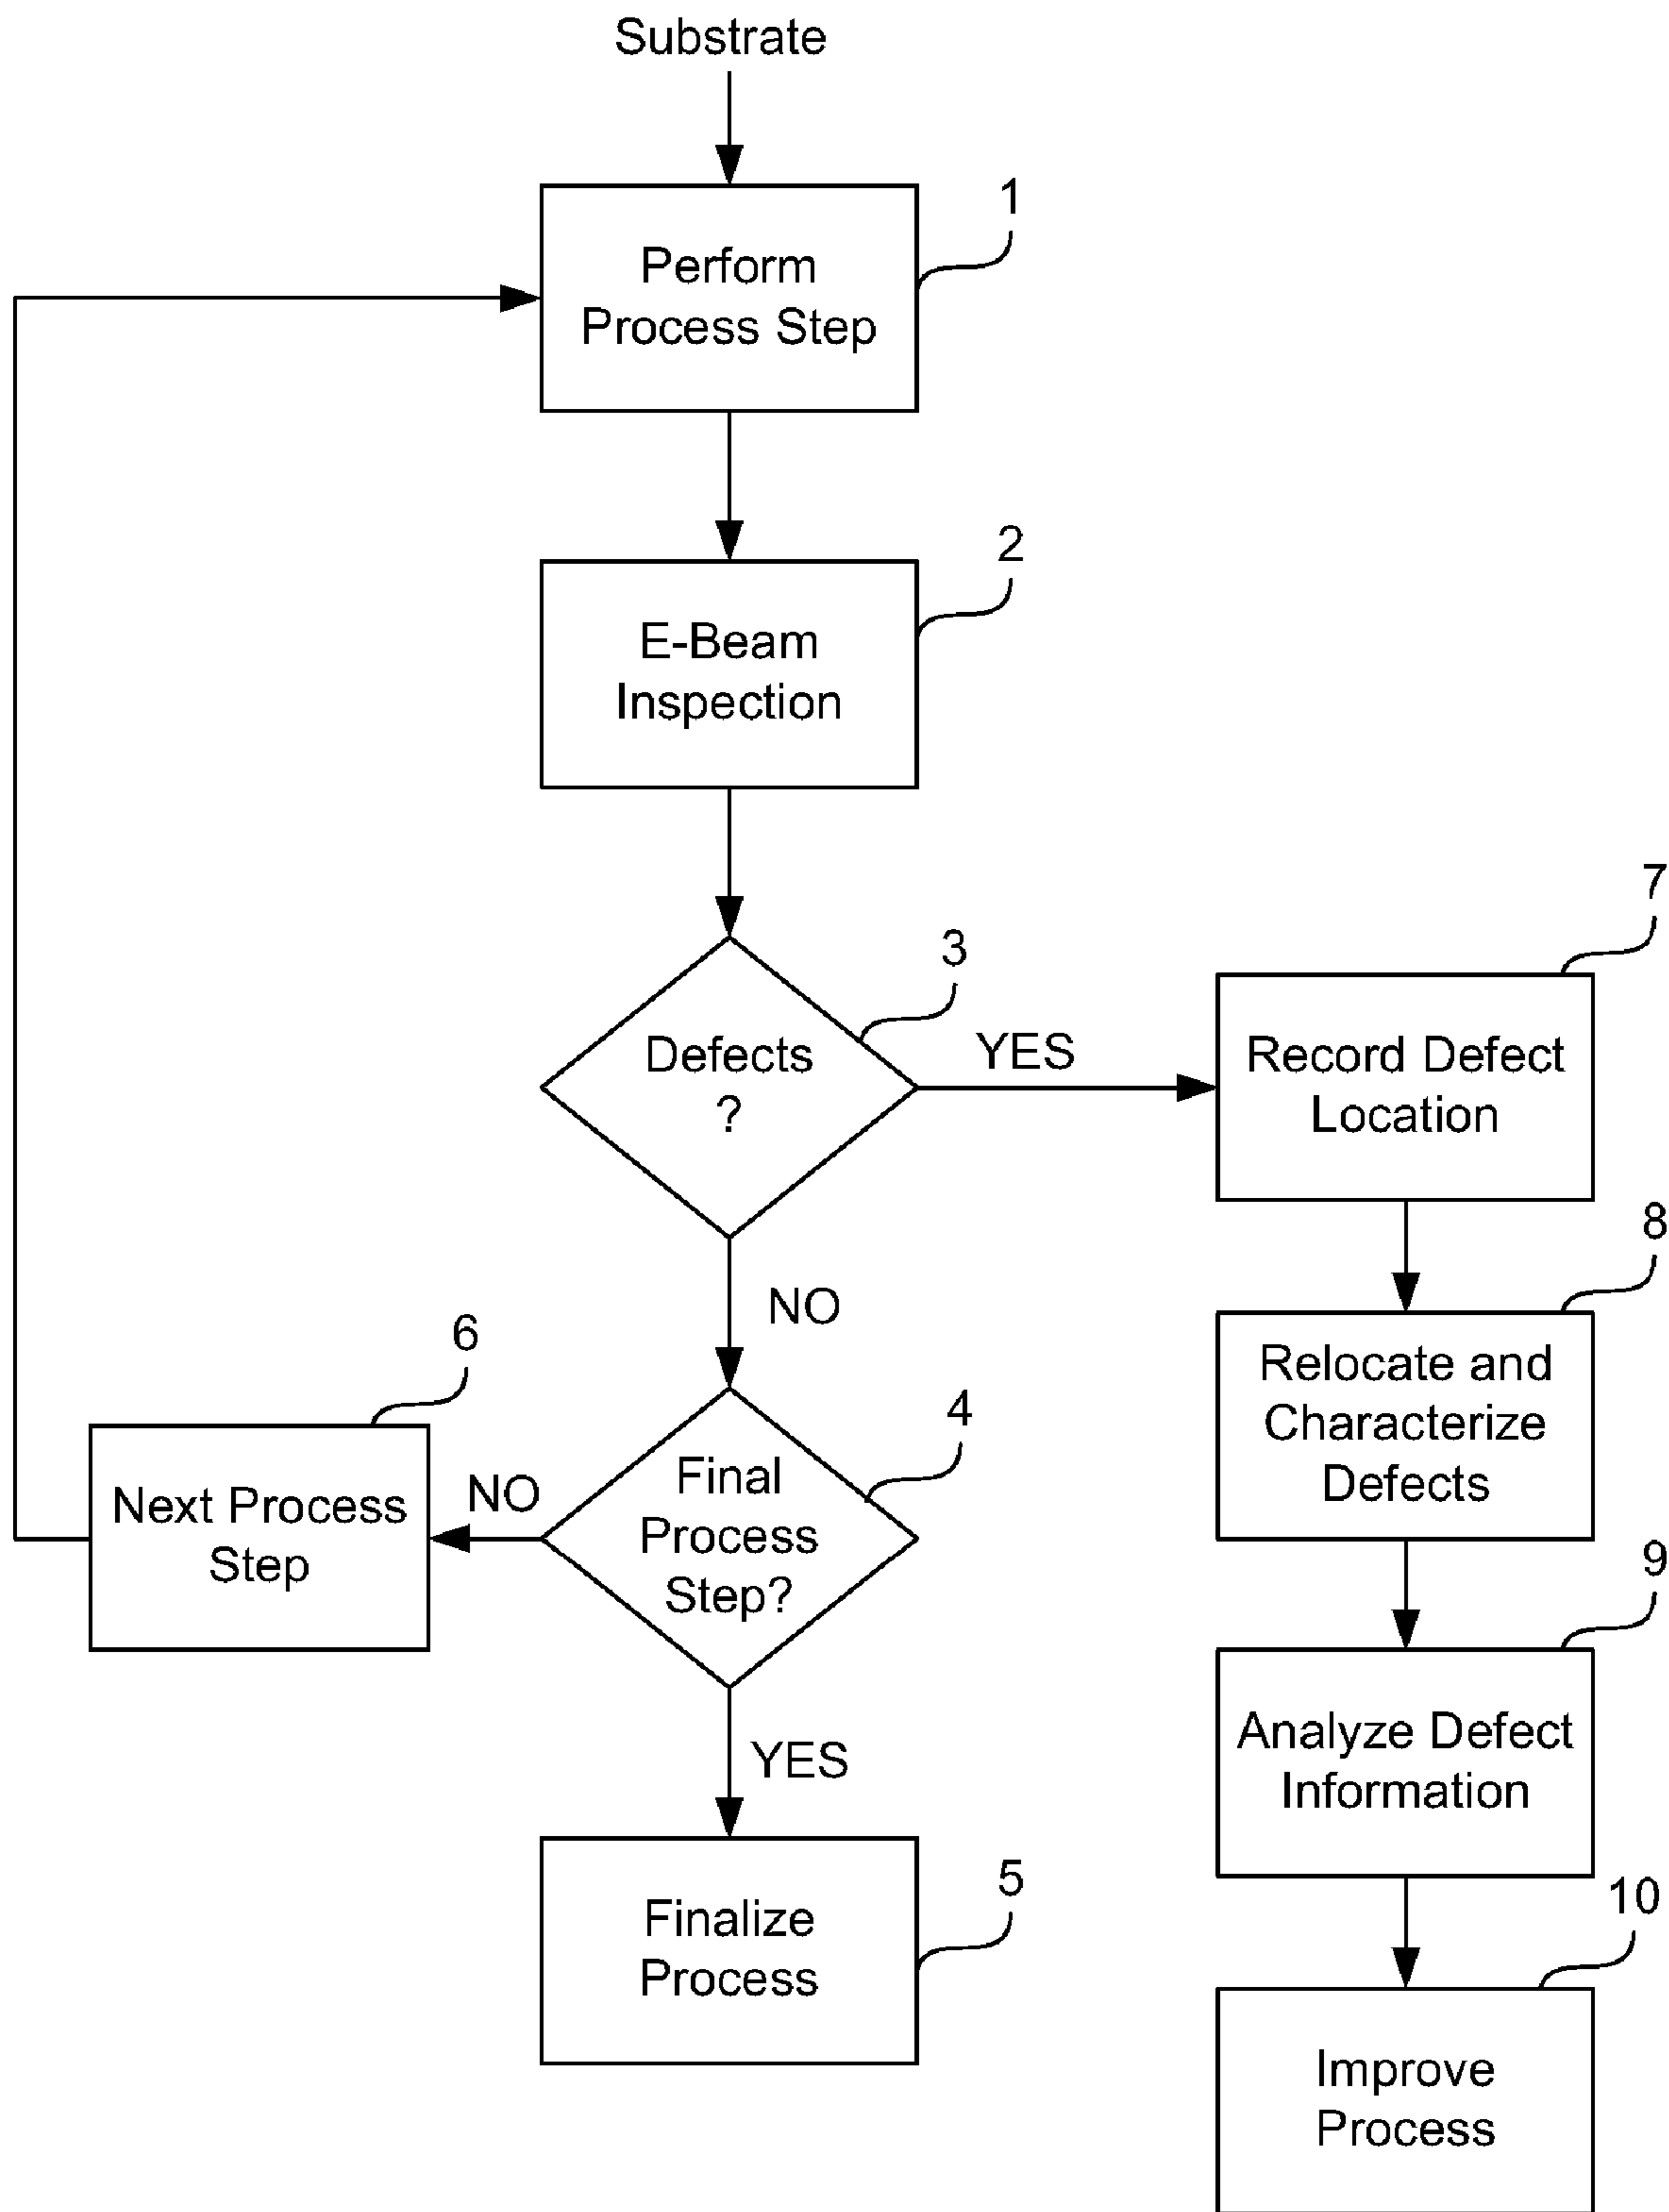 Substrate
1
Perform
Process Step
2
E-Beam
Inspection
3
Defects
?
YES
7
Record Defect
Location
NO
8
Relocate and
Characterize
Defects
6
Next Process
Step
NO
4
Final
Process
Step?
9
Analyze Defect
Information
YES
5
Finalize
Process
10
Improve
Process